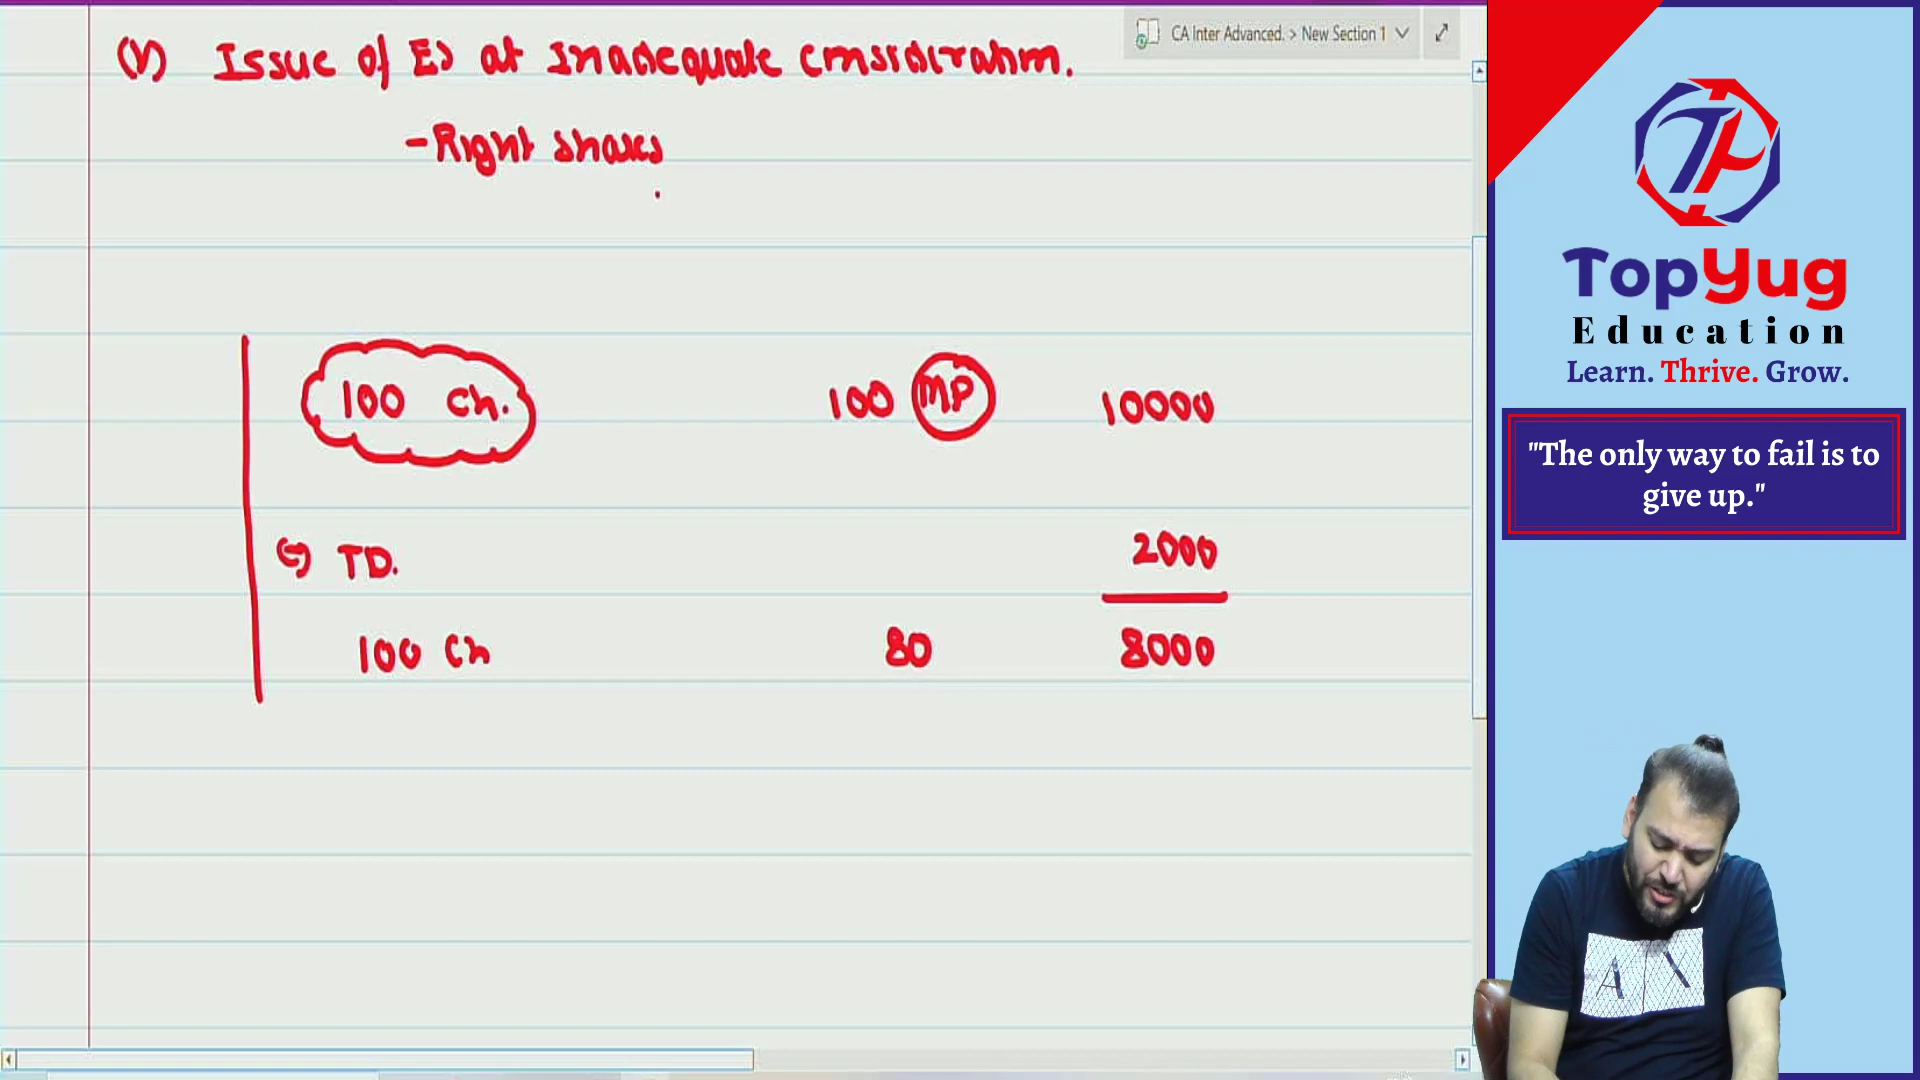 (V) Issue of ES at Inadequate consideration.
- Right shares
100 Ch. 100 MP 10000
(-) TD. 2000
100 Ch 80 8000
CA Inter Advanced. > New Section 1
TopYug
Education
Learn. Thrive. Grow.
"The only way to fail is to
give up."
A X